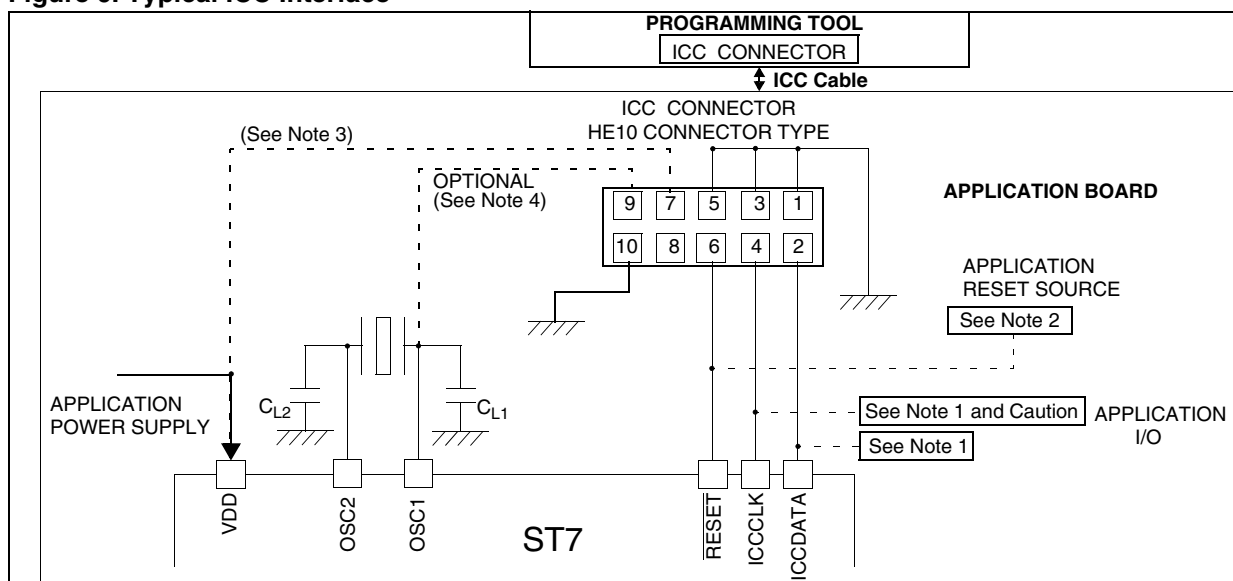 Figure 6. Typical ICC Interface
PROGRAMMING TOOL
ICC CONNECTOR
ICC Cable
ICC CONNECTOR
HE10 CONNECTOR TYPE
(See Note 3)
OPTIONAL
(See Note 4)
9 7 5 3 1
10 8 6 4 2
APPLICATION BOARD
APPLICATION
RESET SOURCE
See Note 2
APPLICATION
POWER SUPPLY
CL2
CL1
See Note 1 and Caution
See Note 1
APPLICATION
I/O
VDD
OSC2
OSC1
RESET
ICCCLK
ICCDATA
ST7